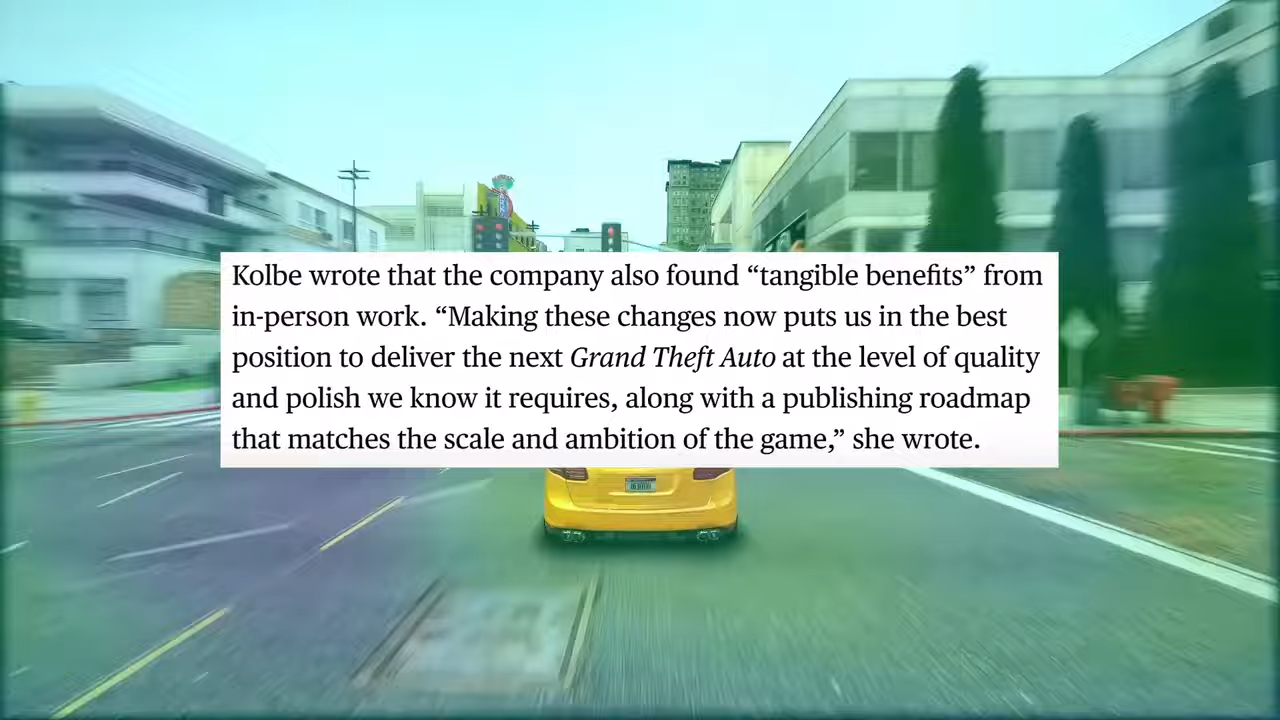 Kolbe wrote that the company also found “tangible benefits” from
in-person work. “Making these changes now puts us in the best
position to deliver the next Grand Theft Auto at the level of quality
and polish we know it requires, along with a publishing roadmap
that matches the scale and ambition of the game,” she wrote.